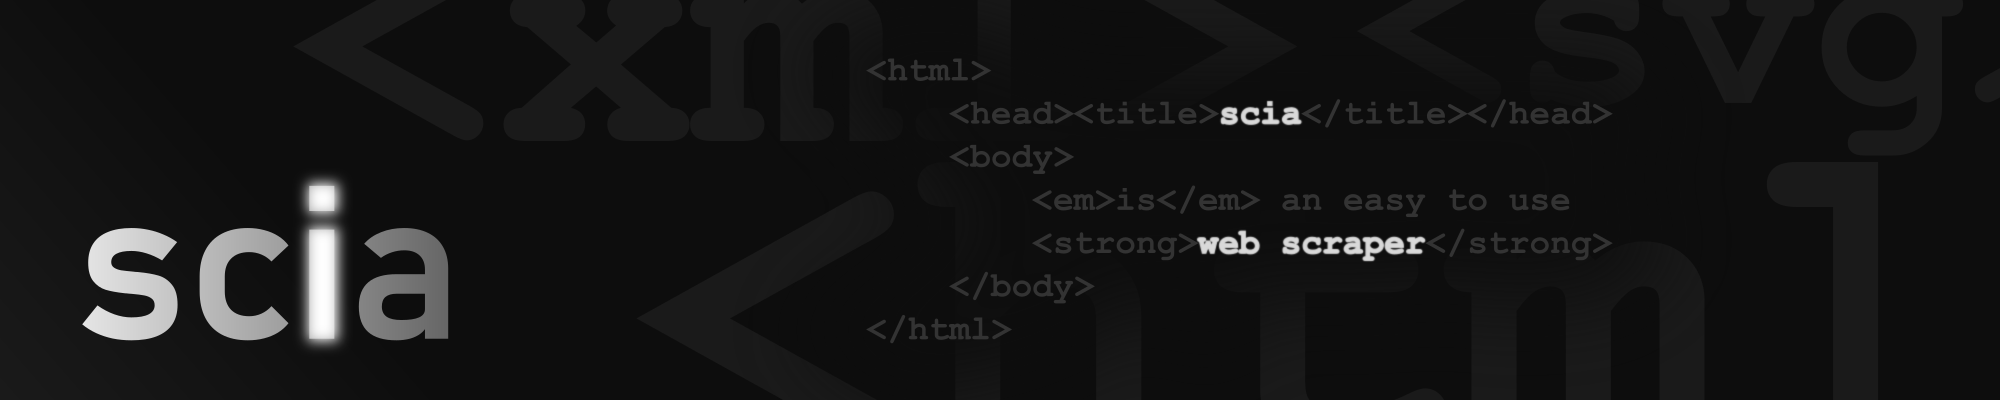 <xml><svg>
<html>
<head><title>scia</title></head>
<body>
<em>is</em> an easy to use
<strong>web scraper</strong>
</body>
</html>
scia
<html